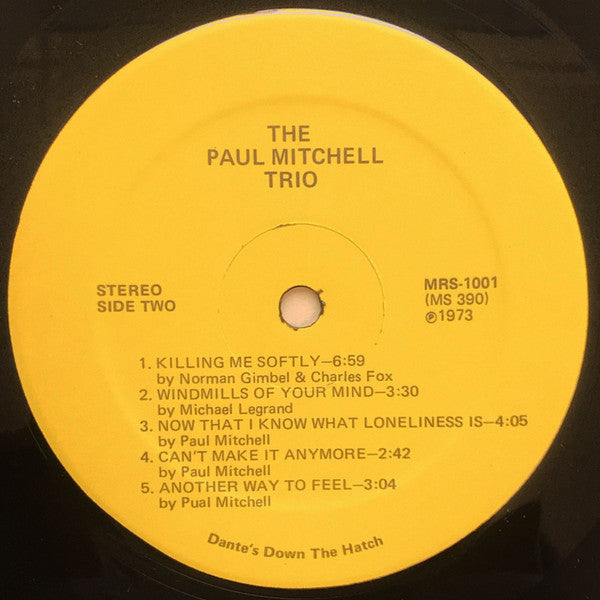 THE
PAUL MITCHELL
TRIO
STEREO
SIDE TWO
MRS-1001
(MS 390)
℗1973
1. KILLING ME SOFTLY—6:59
by Norman Gimbel & Charles Fox
2. WINDMILLS OF YOUR MIND—3:30
by Michael Legrand
3. NOW THAT I KNOW WHAT LONELINESS IS—4:05
by Paul Mitchell
4. CAN'T MAKE IT ANYMORE—2:42
by Paul Mitchell
5. ANOTHER WAY TO FEEL—3:04
by Pual Mitchell
Dante's Down The Hatch